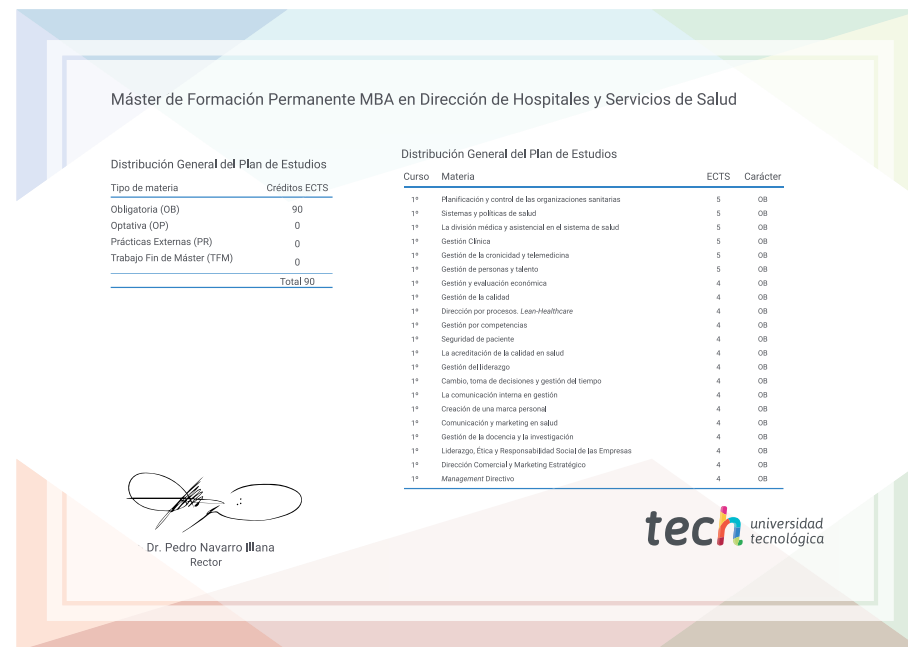 Máster de Formación Permanente MBA en Dirección de Hospitales y Servicios de Salud
Distribución General del Plan de Estudios
Tipo de materia Créditos ECTS
Obligatoria (OB) 90
Optativa (OP) 0
Prácticas Externas (PR) 0
Trabajo Fin de Máster (TFM) 0
Total 90
Distribución General del Plan de Estudios
Curso Materia ECTS Carácter
1º Planificación y control de las organizaciones sanitarias 5 OB
1º Sistemas y políticas de salud 5 OB
1º La división médica y asistencial en el sistema de salud 5 OB
1º Gestión Clínica 5 OB
1º Gestión de la cronicidad y telemedicina 5 OB
1º Gestión de personas y talento 5 OB
1º Gestión y evaluación económica 4 OB
1º Gestión de la calidad 4 OB
1º Dirección por procesos. Lean-Healthcare 4 OB
1º Gestión por competencias 4 OB
1º Seguridad de paciente 4 OB
1º La acreditación de la calidad en salud 4 OB
1º Gestión del liderazgo 4 OB
1º Cambio, toma de decisiones y gestión del tiempo 4 OB
1º La comunicación interna en gestión 4 OB
1º Creación de una marca personal 4 OB
1º Comunicación y marketing en salud 4 OB
1º Gestión de la docencia y la investigación 4 OB
1º Liderazgo, Ética y Responsabilidad Social de las Empresas 4 OB
1º Dirección Comercial y Marketing Estratégico 4 OB
1º Management Directivo 4 OB
Dr. Pedro Navarro Illana
Rector
tech universidad
tecnológica